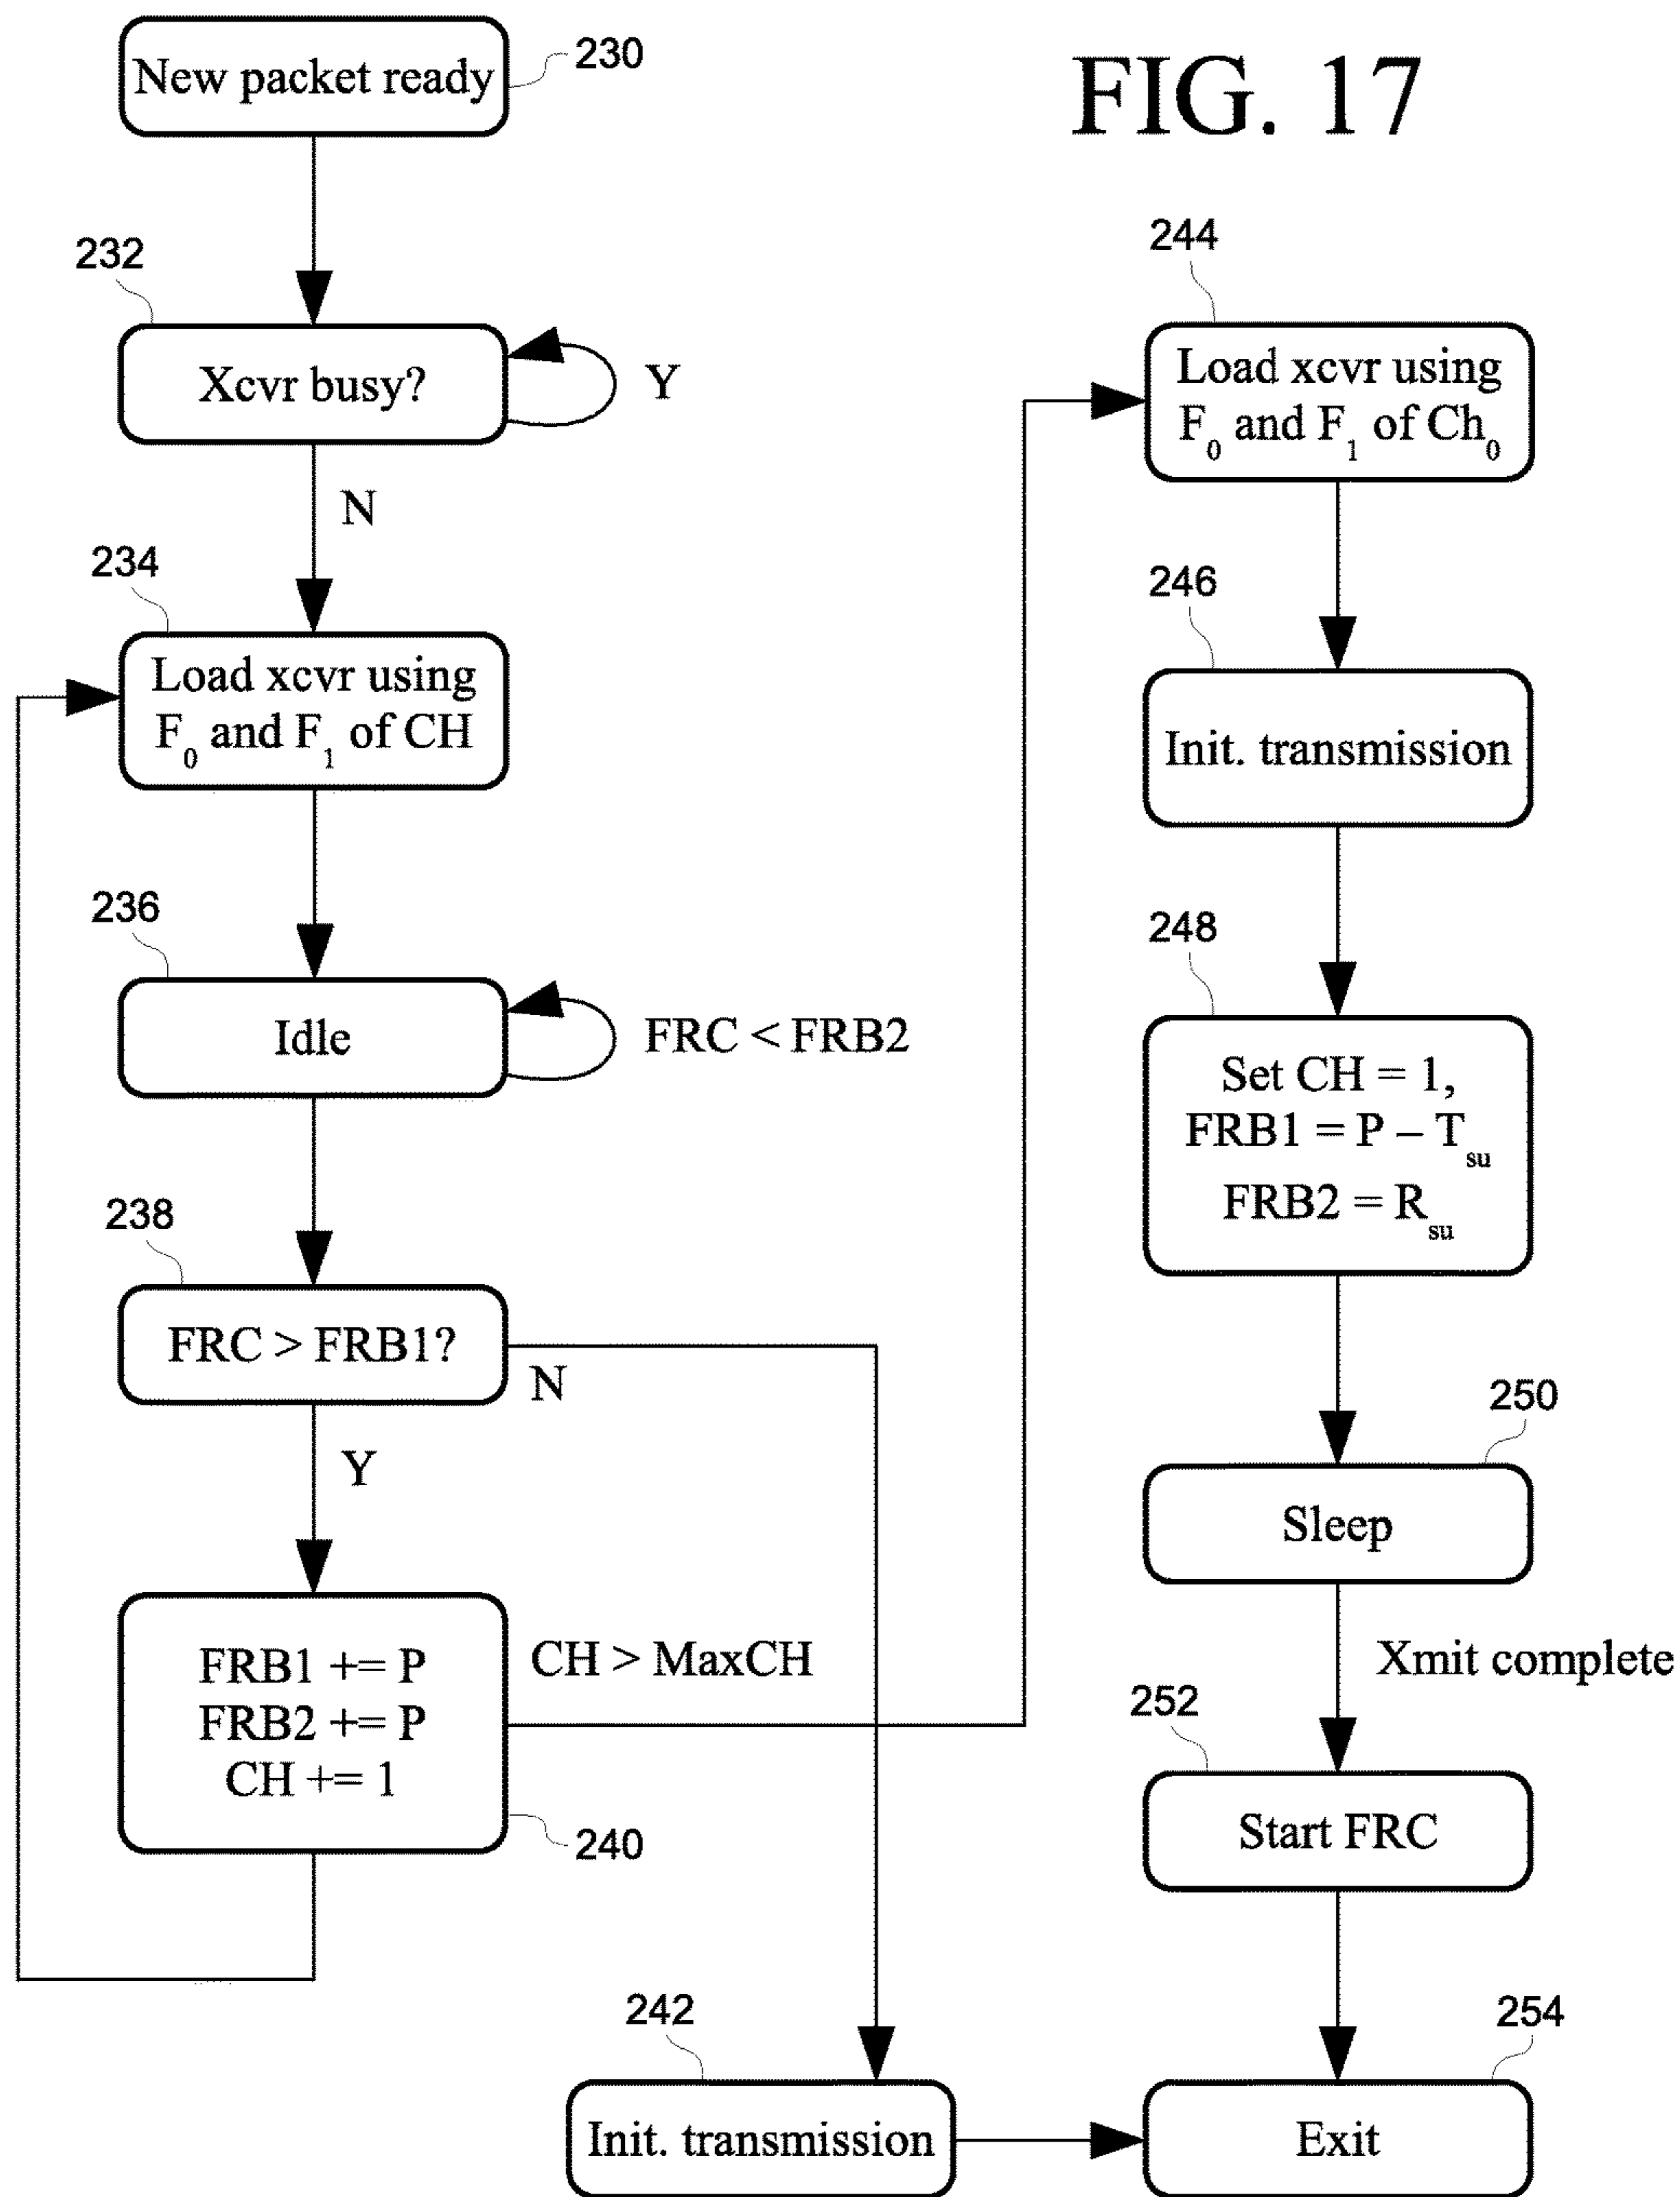 FIG. 17
New packet ready
230
232
Xcvr busy?
Y
N
234
Load xcvr using
F₀ and F₁ of CH
236
Idle
FRC < FRB2
238
FRC > FRB1?
N
Y
FRB1 += P
FRB2 += P
CH += 1
CH > MaxCH
240
242
Init. transmission
244
Load xcvr using
F₀ and F₁ of Ch₀
246
Init. transmission
248
Set CH = 1,
FRB1 = P – Tsu
FRB2 = Rsu
250
Sleep
Xmit complete
252
Start FRC
254
Exit